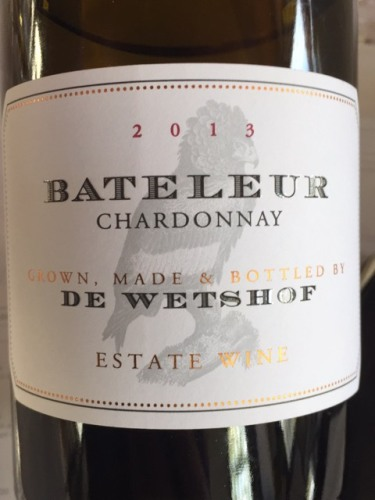 2013
BATELEUR
CHARDONNAY
GROWN, MADE & BOTTLED BY
DE WETSHOF
ESTATE WINE